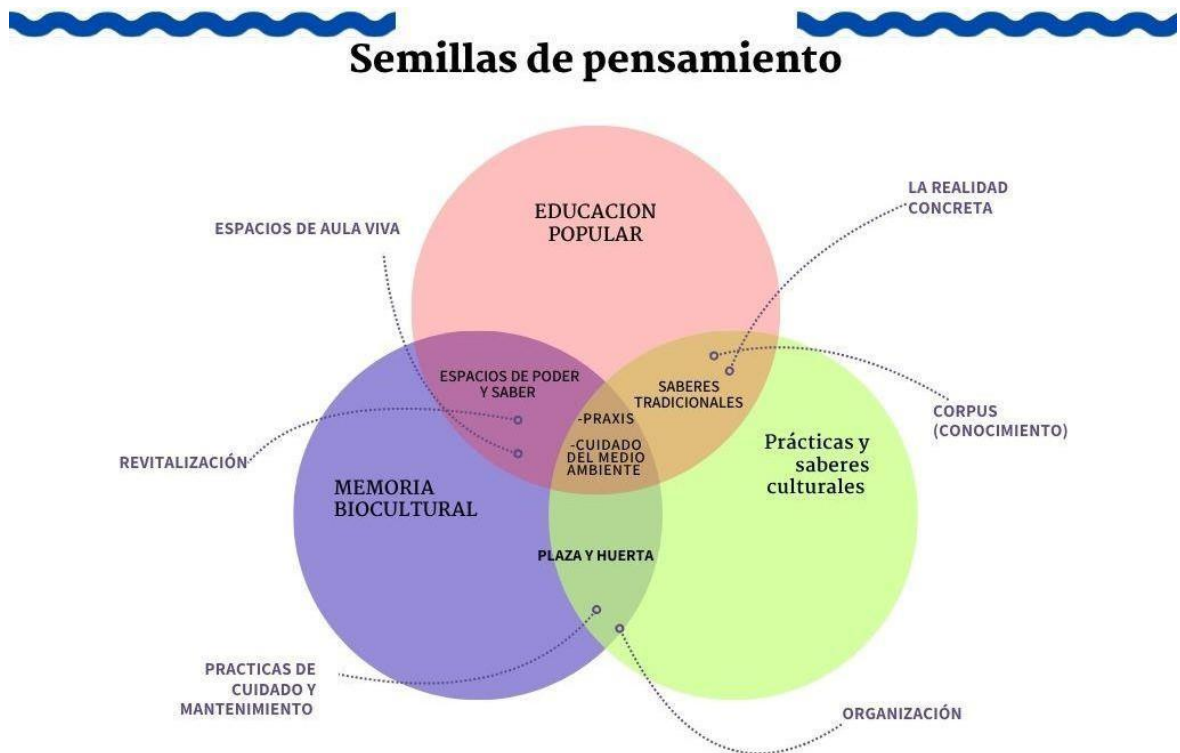 Semillas de pensamiento
EDUCACION
POPULAR
LA REALIDAD
CONCRETA
ESPACIOS DE AULA VIVA
ESPACIOS DE PODER
Y SABER
SABERES
TRADICIONALES
-PRAXIS
-CUIDADO
DEL MEDIO
AMBIENTE
CORPUS
(CONOCIMIENTO)
REVITALIZACIÓN
MEMORIA
BIOCULTURAL
Prácticas y
saberes
culturales
PLAZA Y HUERTA
PRACTICAS DE
CUIDADO Y
MANTENIMIENTO
ORGANIZACIÓN